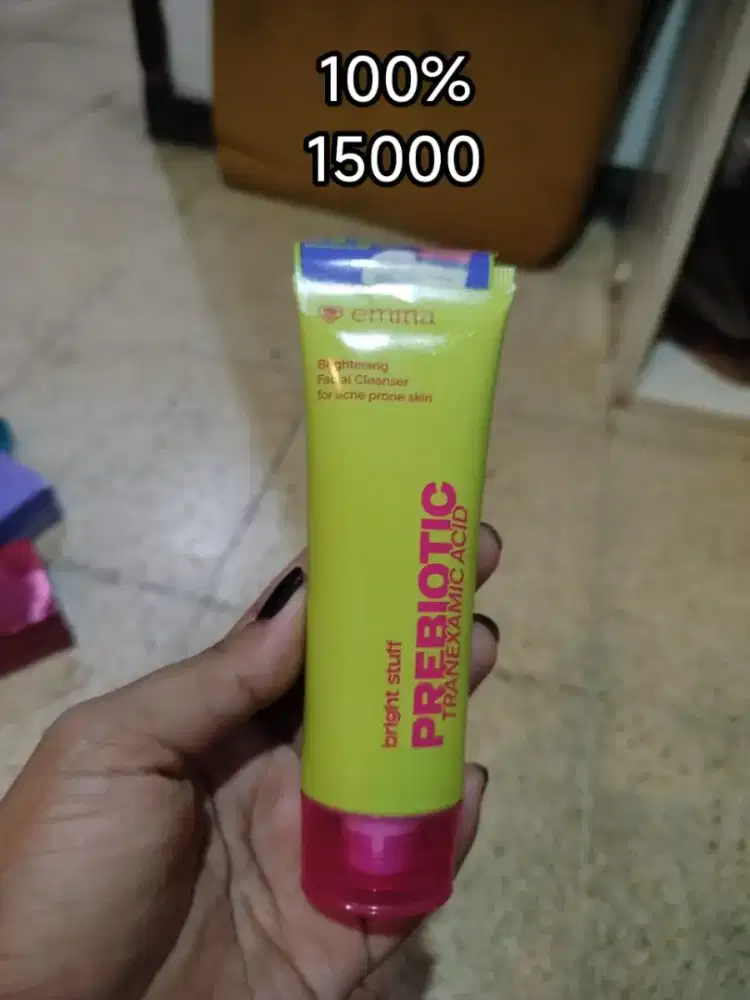 100%
15000
emina
Brightening
Facial Cleanser
for acne prone skin
bright stuff
PREBIOTIC
TRANEXAMIC ACID